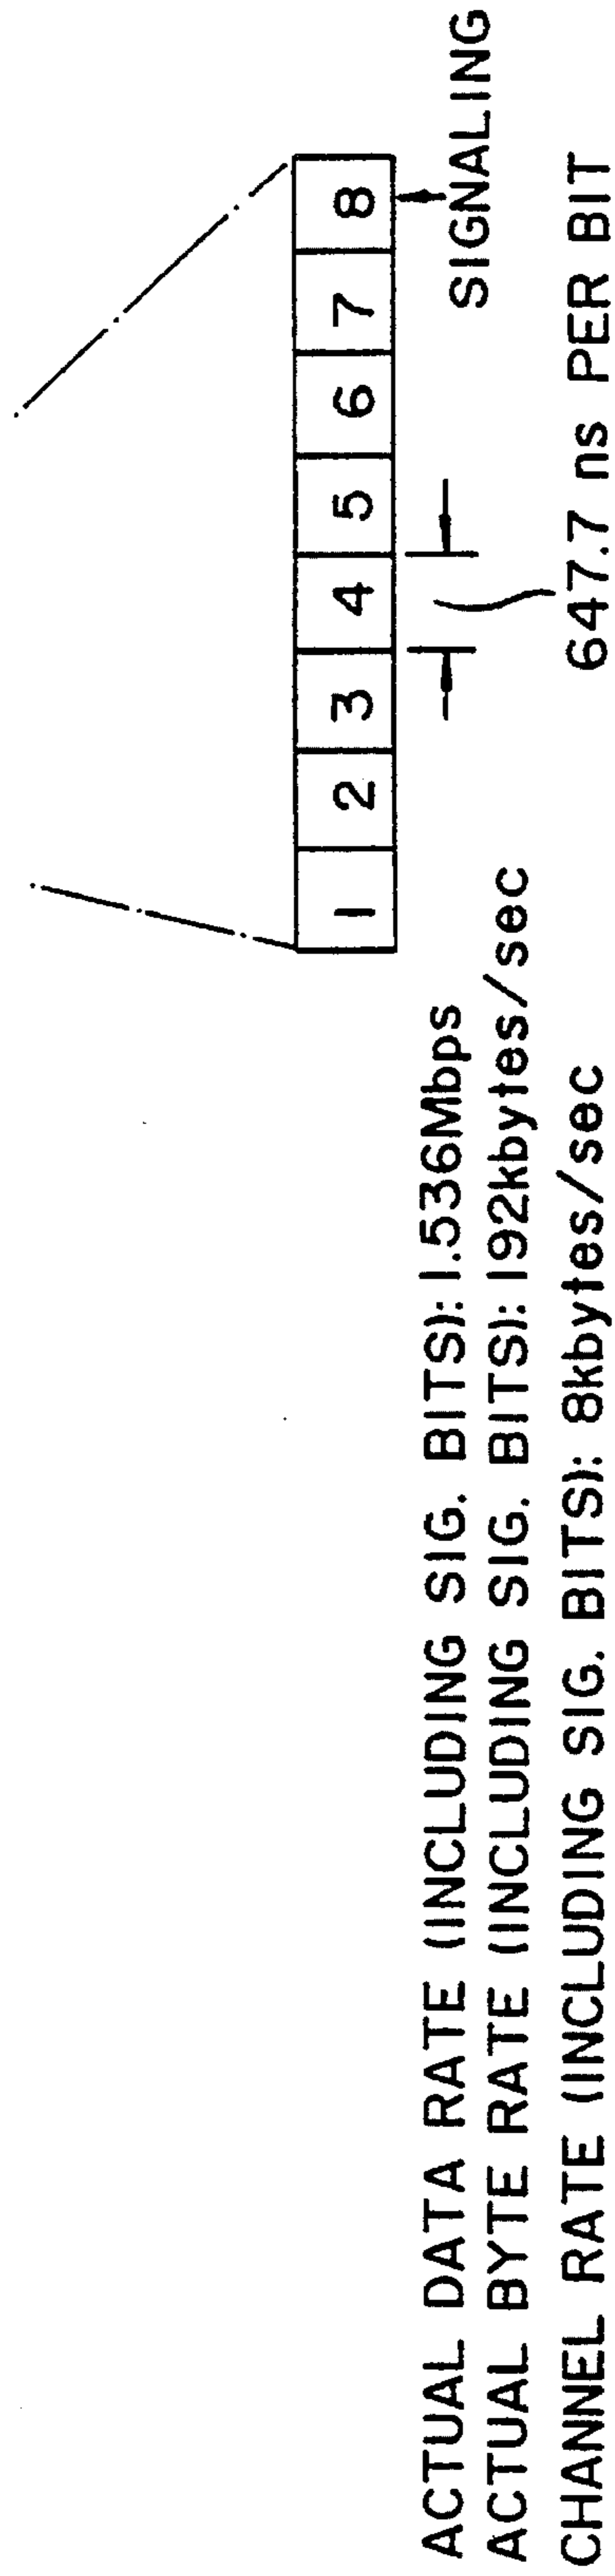 1 2 3 4 5 6 7 8
SIGNALING
647.7 ns PER BIT
ACTUAL DATA RATE (INCLUDING SIG. BITS): 1.536Mbps
ACTUAL BYTE RATE (INCLUDING SIG. BITS): 192kbytes/sec
CHANNEL RATE (INCLUDING SIG. BITS): 8kbytes/sec